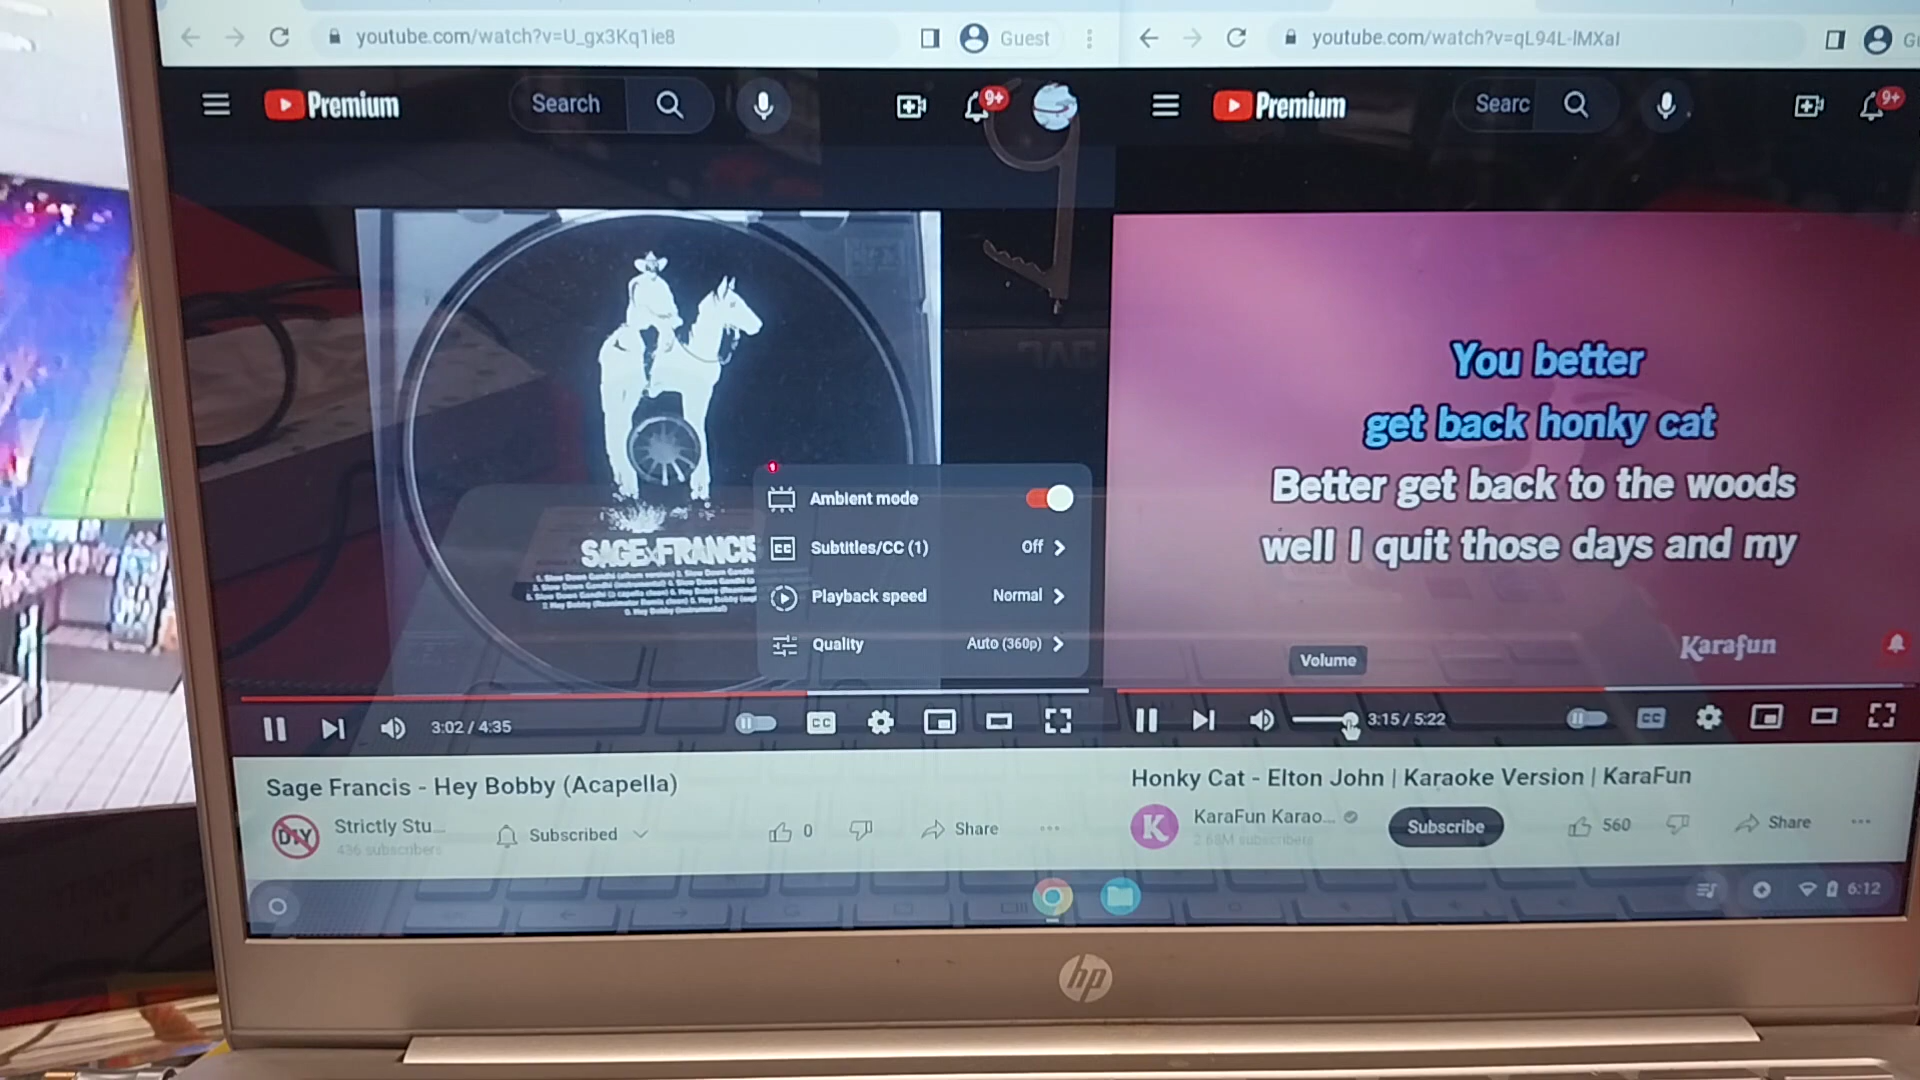 youtube.com/watch?v=U_gx3Kq1ie8
Guest
Premium
Search
9+
SAGE FRANCIS
Ambient mode
Subtitles/CC (1) Off
Playback speed Normal
Quality Auto (360p)
3:02 / 4:35
CC
Sage Francis - Hey Bobby (Acapella)
DIY
Strictly Stu...
436 subscribers
Subscribed
0
Share
youtube.com/watch?v=qL94L-IMXaI
Premium
Searc
9+
You better
get back honky cat
Better get back to the woods
well I quit those days and my
Karafun
Volume
3:15 / 5:22
CC
Honky Cat - Elton John | Karaoke Version | KaraFun
K
KaraFun Karao...
2.68M subscribers
Subscribe
560
Share
6:12
hp